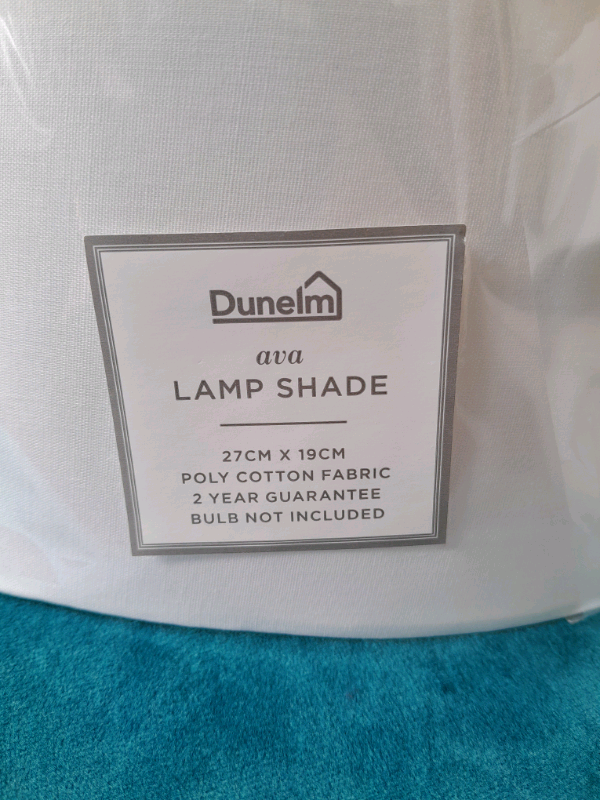 Dunelm
ava
LAMP SHADE
27CM X 19CM
POLY COTTON FABRIC
2 YEAR GUARANTEE
BULB NOT INCLUDED